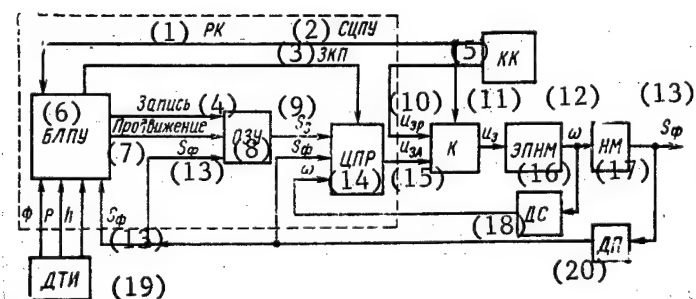 (1) РК (2) СЦПУ
(3) ЗКП
(5) КК
(6) БЛПУ
Запись (4)
Продвижение
(7)
Sф
(13)
ОЗУ
(8)
(9)
Sз
Sф
ω
ЦПР
(14)
(10)
uзр
uзд
(15)
(11)
К
uз
(12)
ЭПНМ
(16)
ω
НМ
(17)
(13)
Sф
ф Р h Sф
(13)
ДС
(18)
ДП
(20)
ДТИ (19)